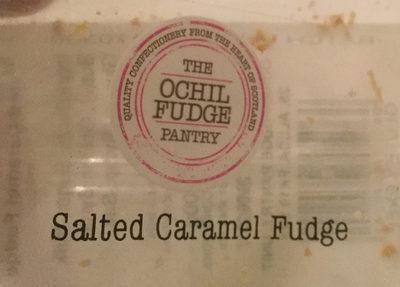 QUALITY CONFECTIONERY FROM THE HEART OF SCOTLAND
THE
OCHIL
FUDGE
PANTRY
Salted Caramel Fudge